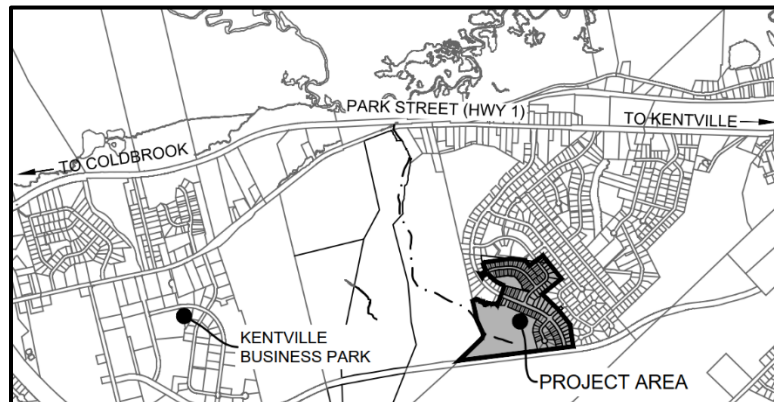 PARK STREET (HWY 1)
TO KENTVILLE
TO COLDBROOK
KENTVILLE
BUSINESS PARK
PROJECT AREA